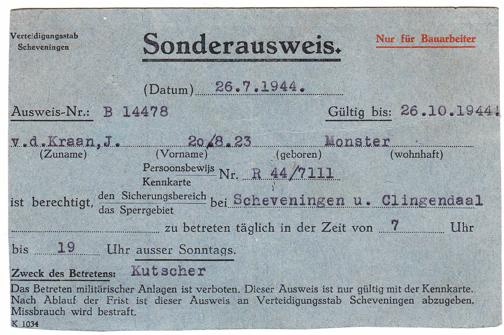 Verteidigungsstab
Scheveningen
Sonderausweis.
Nur für Bauarbeiter
(Datum) 26.7.1944.
Ausweis-Nr.: B 14478 Gültig bis: 26.10.1944.
v.d.Kraan,J. 20/8.23 Monster
(Zuname) (Vorname) (geboren) (wohnhaft)
Persoonsbewijs
Kennkarte Nr. R 44/7111
ist berechtigt, den Sicherungsbereich
das Sperrgebiet bei Scheveningen u. Clingendaal
zu betreten täglich in der Zeit von 7 Uhr
bis 19 Uhr ausser Sonntags.
Zweck des Betretens: Kutscher
Das Betreten militärischer Anlagen ist verboten. Dieser Ausweis ist nur gültig mit der Kennkarte.
Nach Ablauf der Frist ist dieser Ausweis an Verteidigungsstab Scheveningen abzugeben.
Missbrauch wird bestraft.
K 1034